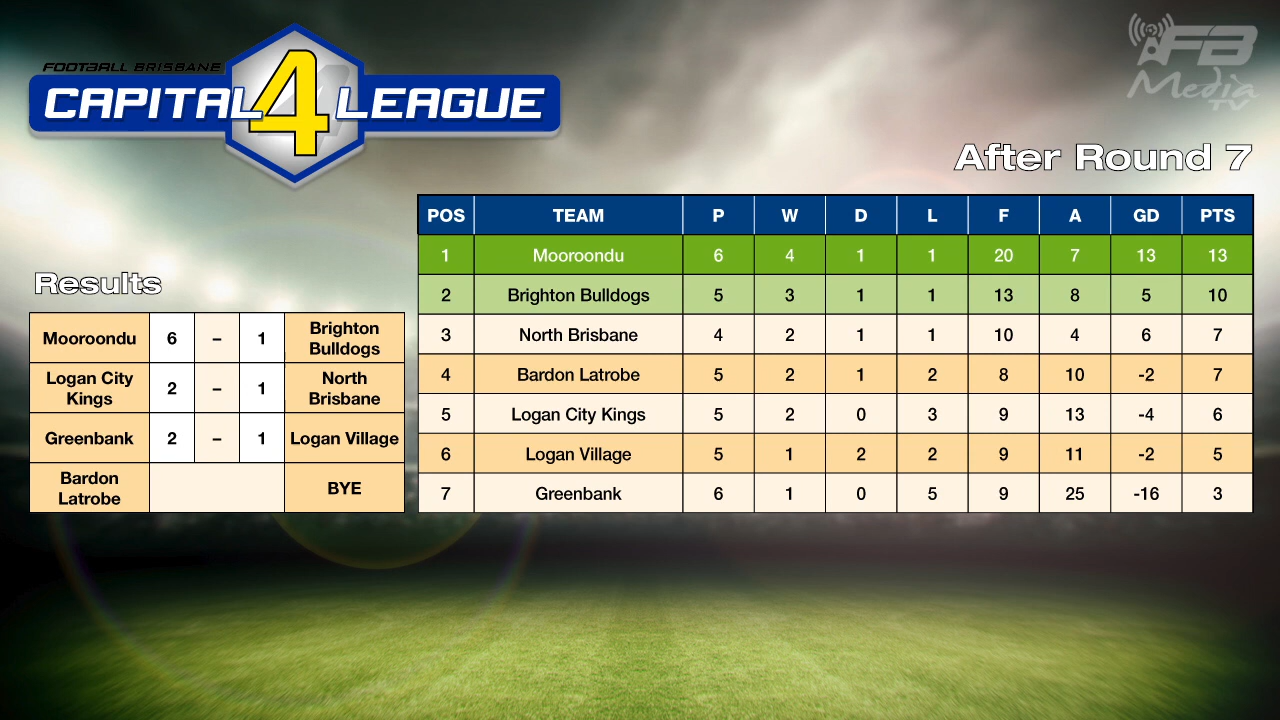 FOOTBALL BRISBANE
CAPITAL 4 LEAGUE
FB
Media
TV
After Round 7
Results
Mooroondu 6 – 1 Brighton Bulldogs
Logan City Kings 2 – 1 North Brisbane
Greenbank 2 – 1 Logan Village
Bardon Latrobe BYE
POS TEAM P W D L F A GD PTS
1 Mooroondu 6 4 1 1 20 7 13 13
2 Brighton Bulldogs 5 3 1 1 13 8 5 10
3 North Brisbane 4 2 1 1 10 4 6 7
4 Bardon Latrobe 5 2 1 2 8 10 -2 7
5 Logan City Kings 5 2 0 3 9 13 -4 6
6 Logan Village 5 1 2 2 9 11 -2 5
7 Greenbank 6 1 0 5 9 25 -16 3